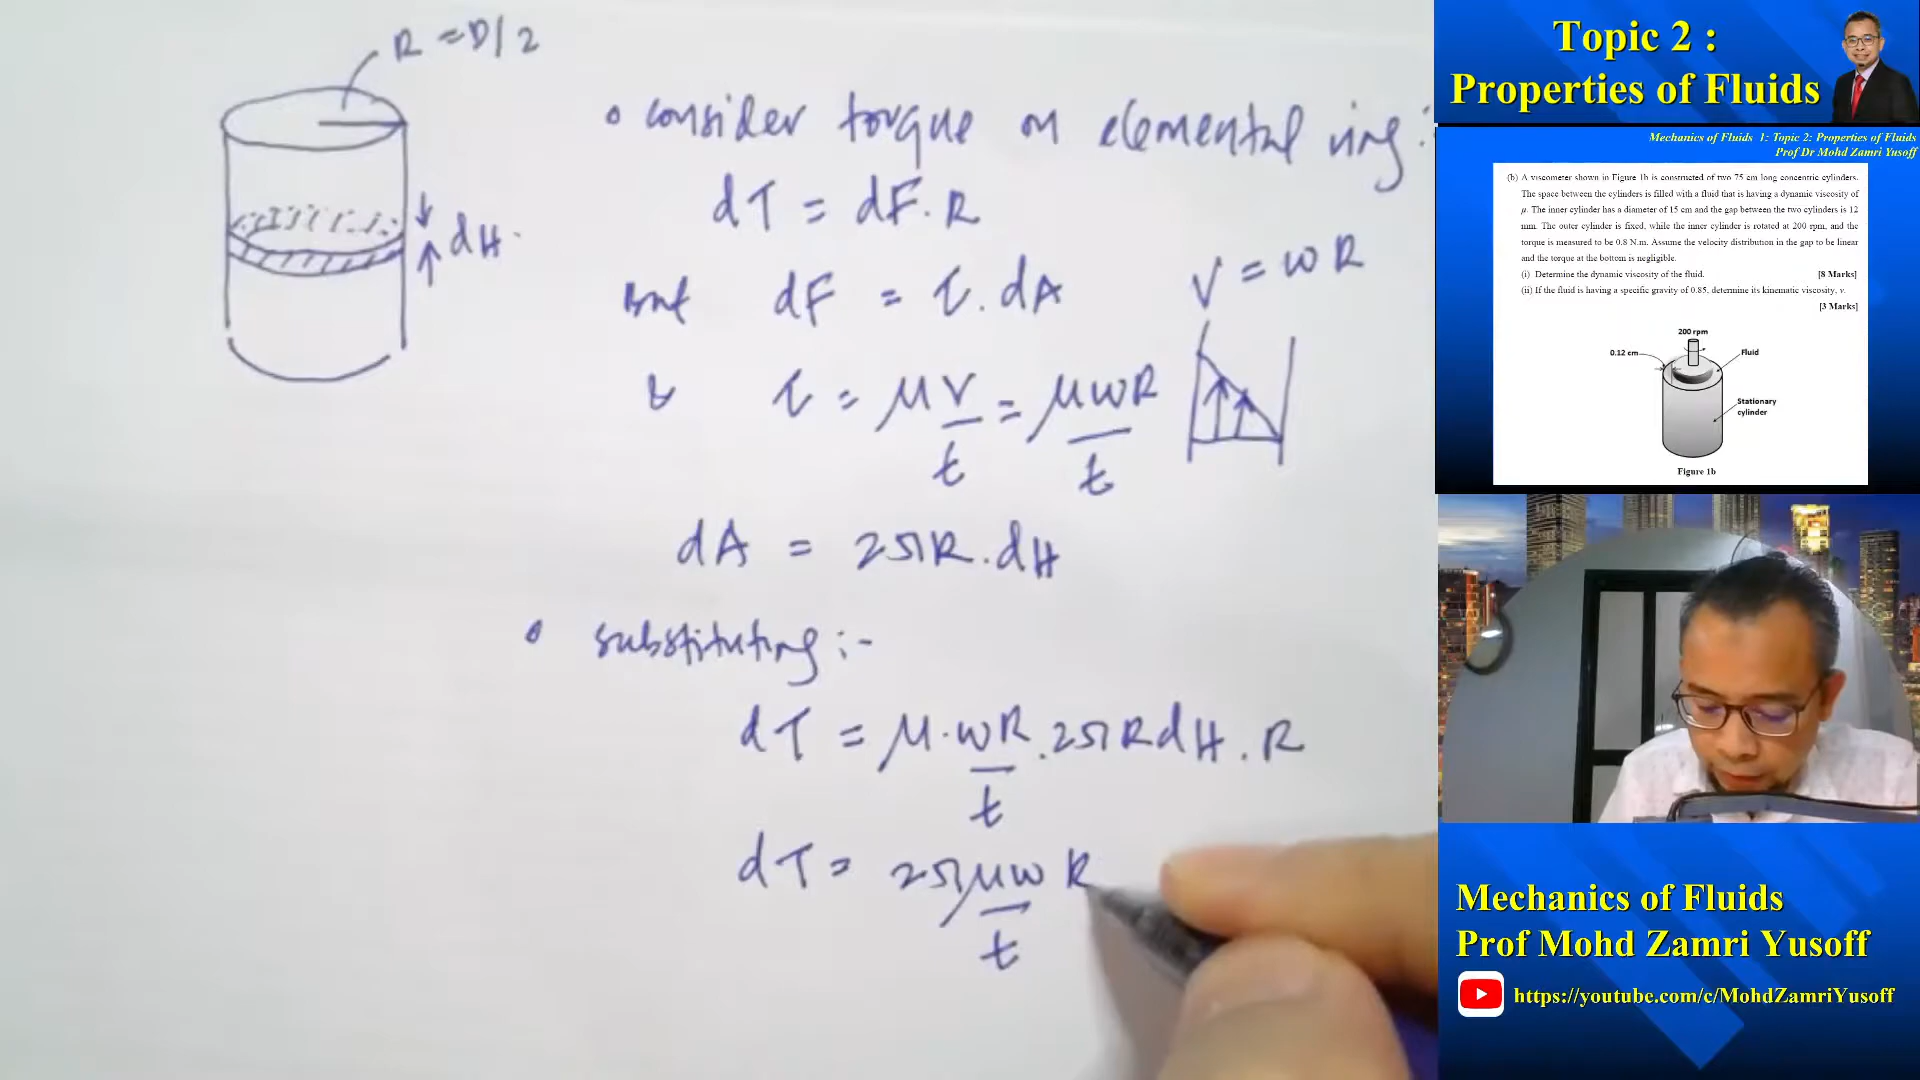 R = D/2
• consider torque on elemental ring :
dT = dF. R
dH
but dF = τ. dA
V = ωR
& τ = μV/t = μωR/t
dA = 2πR. dH
• substituting :-
dT = μ. ωR/t . 2πR dH . R
dT = 2πμω/t R
Topic 2 :
Properties of Fluids
Mechanics of Fluids 1: Topic 2: Properties of Fluids
Prof Dr Mohd Zamri Yusoff
(b) A viscometer shown in Figure 1b is constructed of two 75 cm long concentric cylinders.
The space between the cylinders is filled with a fluid that is having a dynamic viscosity of
μ. The inner cylinder has a diameter of 15 cm and the gap between the two cylinders is 12
mm. The outer cylinder is fixed, while the inner cylinder is rotated at 200 rpm, and the
torque is measured to be 0.8 N.m. Assume the velocity distribution in the gap to be linear
and the torque at the bottom is negligible.
(i) Determine the dynamic viscosity of the fluid. [8 Marks]
(ii) If the fluid is having a specific gravity of 0.85, determine its kinematic viscosity, ν.
[3 Marks]
200 rpm
0.12 cm
Fluid
Stationary
cylinder
Figure 1b
Mechanics of Fluids
Prof Mohd Zamri Yusoff
https://youtube.com/c/MohdZamriYusoff